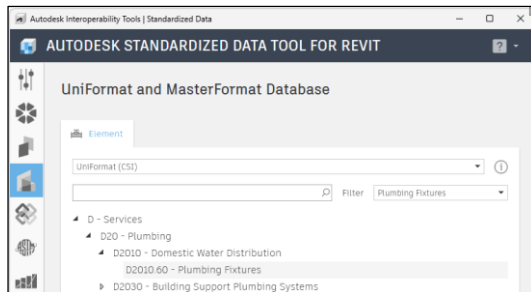 Autodesk Interoperability Tools | Standardized Data
AUTODESK STANDARDIZED DATA TOOL FOR REVIT
?
UniFormat and MasterFormat Database
Element
UniFormat (CSI)
Filter Plumbing Fixtures
D - Services
D20 - Plumbing
D2010 - Domestic Water Distribution
D2010.60 - Plumbing Fixtures
ASTM
D2030 - Building Support Plumbing Systems